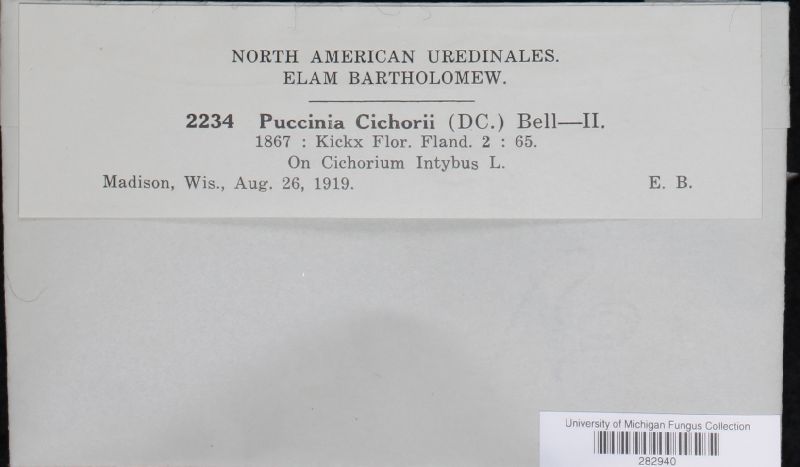 NORTH AMERICAN UREDINALES.
ELAM BARTHOLOMEW.
2234 Puccinia Cichorii (DC.) Bell—II.
1867 : Kickx Flor. Fland. 2 : 65.
On Cichorium Intybus L.
Madison, Wis., Aug. 26, 1919. E. B.
University of Michigan Fungus Collection
282940